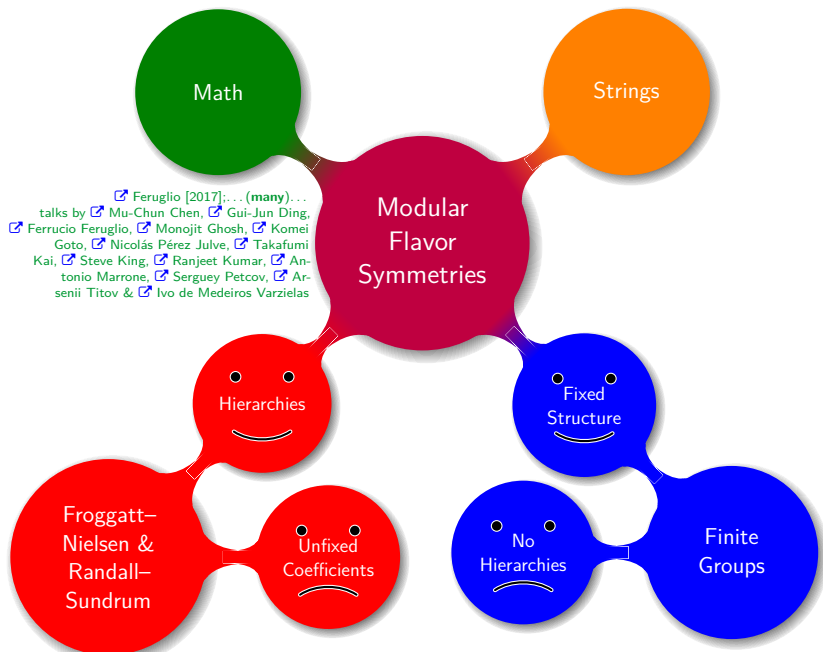 Math
Strings
Modular
Flavor
Symmetries
Feruglio [2017];... (many)...
talks by Mu-Chun Chen, Gui-Jun Ding,
Ferrucio Feruglio, Monojit Ghosh, Komei
Goto, Nicolás Pérez Julve, Takafumi
Kai, Steve King, Ranjeet Kumar, An-
tonio Marrone, Serguey Petcov, Ar-
senii Titov & Ivo de Medeiros Varzielas
Hierarchies
Fixed
Structure
Froggatt–
Nielsen &
Randall–
Sundrum
Unfixed
Coefficients
No
Hierarchies
Finite
Groups